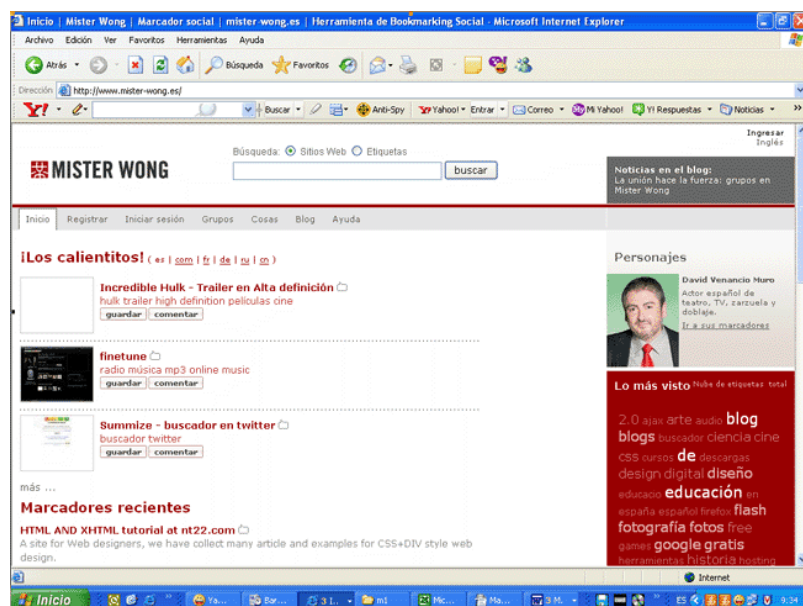 Inicio | Mister Wong | Marcador social | mister-wong.es | Herramienta de Bookmarking Social - Microsoft Internet Explorer
Archivo Edición Ver Favoritos Herramientas Ayuda
Atrás Búsqueda Favoritos
Dirección http://www.mister-wong.es/
Y! Buscar Anti-Spy Yahoo! Entrar Correo Mi Yahoo! Y! Respuestas Noticias »
Ingresar
Inglés
Búsqueda: Sitios Web Etiquetas
MISTER WONG
buscar
Noticias en el blog:
La unión hace la fuerza: grupos en
Mister Wong
Inicio Registrar Iniciar sesión Grupos Cosas Blog Ayuda
¡Los calientitos! ( es | com | fr | de | ru | cn )
Incredible Hulk - Trailer en Alta definición
hulk trailer high definition peliculas cine
guardar comentar
finetune
radio música mp3 online music
guardar comentar
Summize - buscador en twitter
buscador twitter
guardar comentar
más ...
Marcadores recientes
HTML AND XHTML tutorial at nt22.com
A site for Web designers, we have collect many article and examples for CSS+DIV style web
design.
Personajes
David Venancio Muro
Actor español de
teatro, TV, zarzuela y
doblaje.
Ir a sus marcadores
Lo más visto Nube de etiquetas total
2.0 ajax arte audio blog
blogs buscador ciencia cine
css cursos de descargas
design digital diseño
educacio educación en
españa español firefox flash
fotografía fotos free
games google gratis
herramientas historia hosting
Internet
Inicio Ya... Bar... 3 I... m1 Mic... Ma... 3 M... ES 9:34